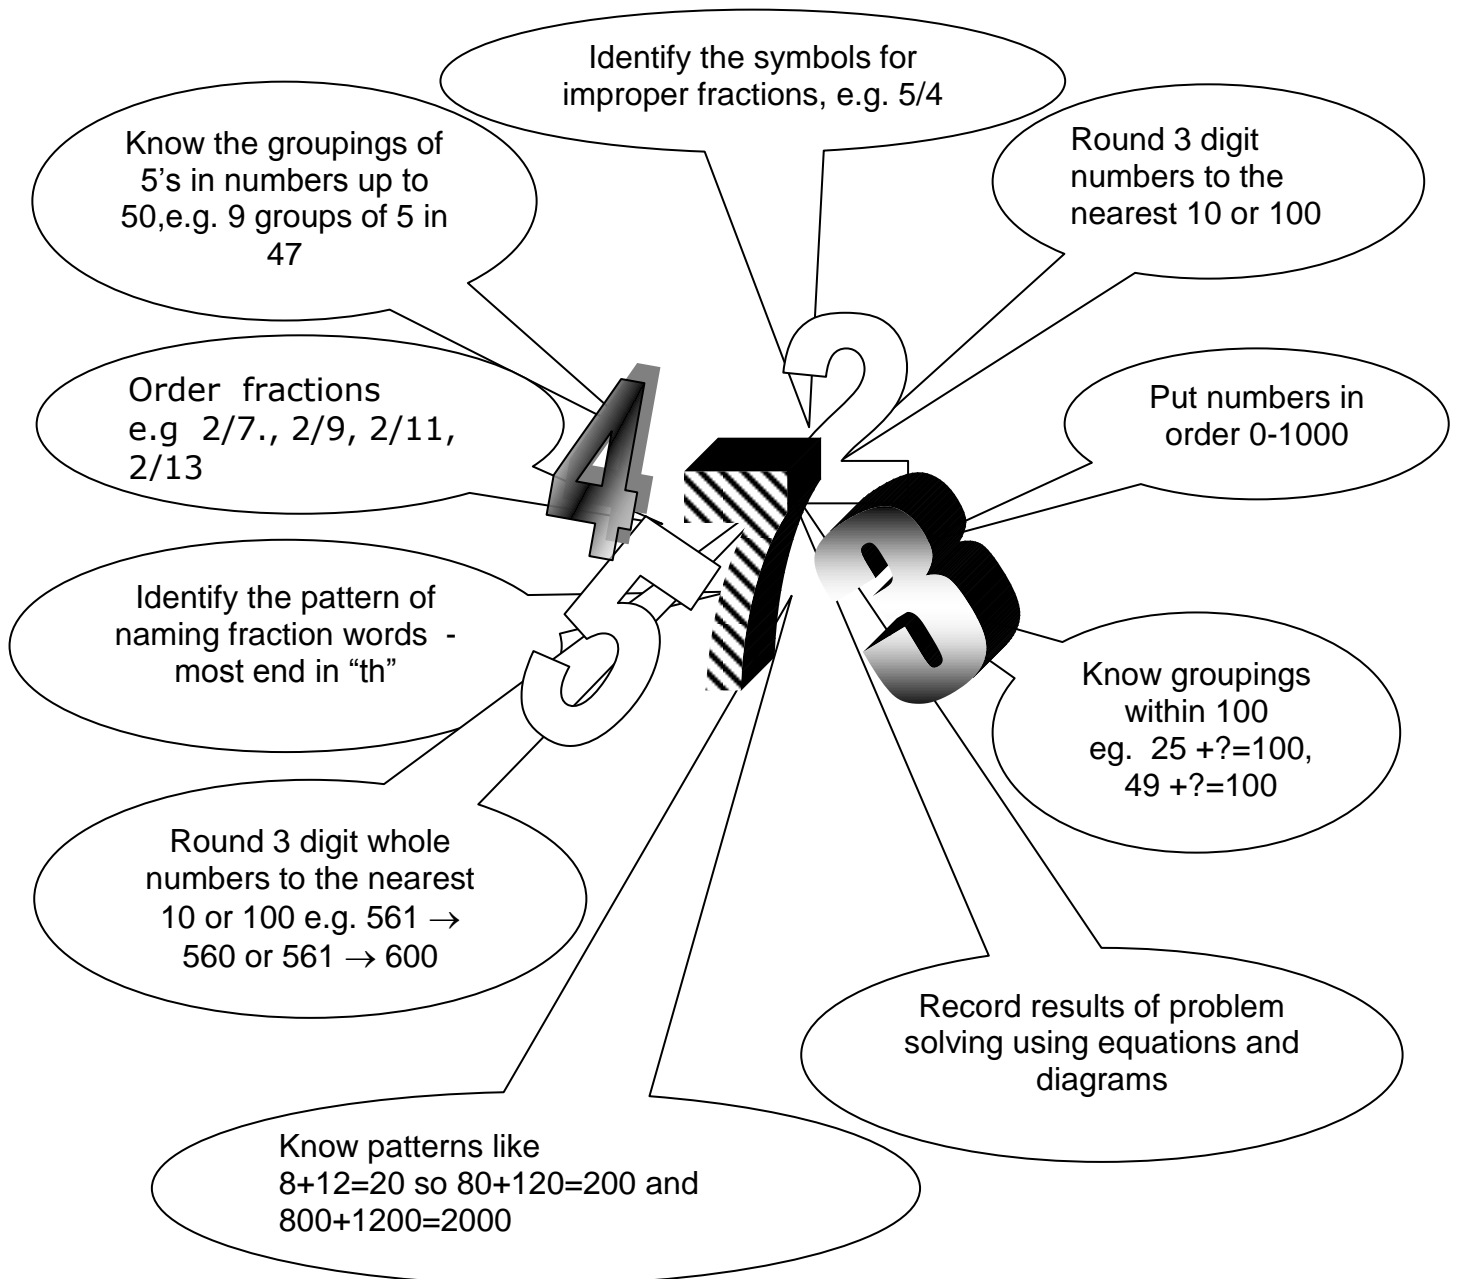 Identify the symbols for
improper fractions, e.g. 5/4
Know the groupings of
5's in numbers up to
50,e.g. 9 groups of 5 in
47
Round 3 digit
numbers to the
nearest 10 or 100
Order fractions
e.g 2/7., 2/9, 2/11,
2/13
Put numbers in
order 0-1000
2
4
7
3
5
Identify the pattern of
naming fraction words -
most end in “th”
Know groupings
within 100
eg. 25 +?=100,
49 +?=100
Round 3 digit whole
numbers to the nearest
10 or 100 e.g. 561 →
560 or 561 → 600
Record results of problem
solving using equations and
diagrams
Know patterns like
8+12=20 so 80+120=200 and
800+1200=2000